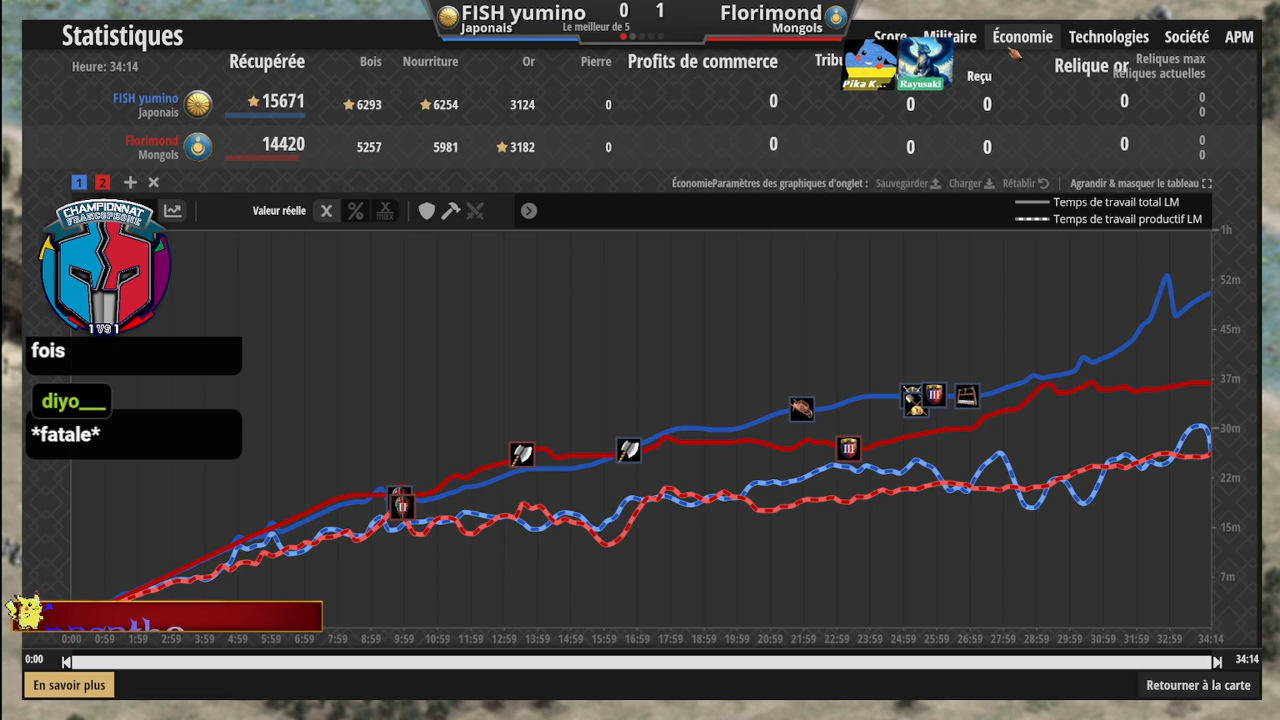 FISH yumino 0 1 Florimond
Japonais Le meilleur de 5 Mongols
Statistiques
Score Militaire Économie Technologies Société APM
Heure: 34:14
Récupérée Bois Nourriture Or Pierre Profits de commerce Tribu Reçu Relique or Reliques max
Reliques actuelles
Pika K... Rayusaki
FISH yumino 15671 6293 6254 3124 0 0 0 0 0 0
Japonais 0
Florimond 14420 5257 5981 3182 0 0 0 0 0 0
Mongols 0
1 2 + ×
ÉconomieParamètres des graphiques d'onglet : Sauvegarder Charger Rétablir Agrandir & masquer le tableau
CHAMPIONNAT
FRANCOPHONE
1 VS 1
Valeur réelle X % X max
Temps de travail total LM
Temps de travail productif LM
1h
52m
45m
37m
30m
22m
15m
7m
III
III
II
fois
diyo___
*fatale*
0:00 0:59 1:59 2:59 3:59 4:59 5:59 6:59 7:59 8:59 9:59 10:59 11:59 12:59 13:59 14:59 15:59 16:59 17:59 18:59 19:59 20:59 21:59 22:59 23:59 24:59 25:59 26:59 27:59 28:59 29:59 30:59 31:59 32:59 34:14
0:00 34:14
En savoir plus
Retourner à la carte